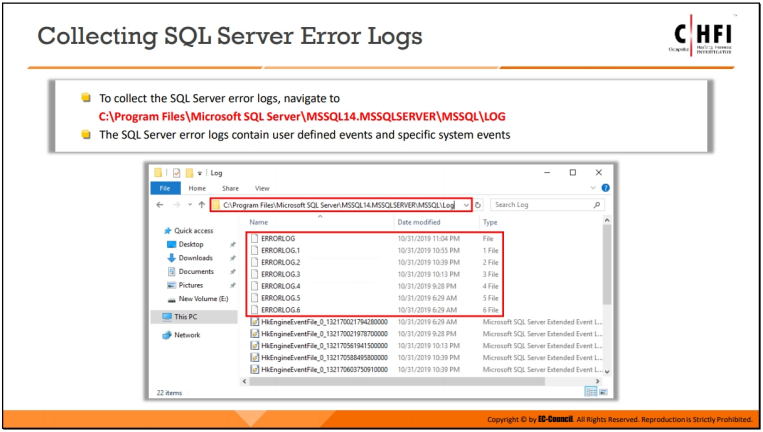 Collecting SQL Server Error Logs
CHFI
Computer Hacking Forensic
INVESTIGATOR
To collect the SQL Server error logs, navigate to
C:\Program Files\Microsoft SQL Server\MSSQL14.MSSQLSERVER\MSSQL\LOG
The SQL Server error logs contain user defined events and specific system events
Log
File Home Share View
C:\Program Files\Microsoft SQL Server\MSSQL14.MSSQLSERVER\MSSQL\Log
Search Log
Name Date modified Type
Quick access
Desktop
Downloads
Documents
Pictures
New Volume (E:)
This PC
Network
ERRORLOG 10/31/2019 11:04 PM File
ERRORLOG.1 10/31/2019 10:55 PM 1 File
ERRORLOG.2 10/31/2019 10:39 PM 2 File
ERRORLOG.3 10/31/2019 10:13 PM 3 File
ERRORLOG.4 10/31/2019 9:28 PM 4 File
ERRORLOG.5 10/31/2019 6:29 AM 5 File
ERRORLOG.6 10/31/2019 6:29 AM 6 File
HkEngineEventFile_0_132170021794280000 10/31/2019 6:29 AM Microsoft SQL Server Extended Event L...
HkEngineEventFile_0_132170021978700000 10/31/2019 9:28 PM Microsoft SQL Server Extended Event L...
HkEngineEventFile_0_132170561941500000 10/31/2019 10:13 PM Microsoft SQL Server Extended Event L...
HkEngineEventFile_0_132170588495800000 10/31/2019 10:39 PM Microsoft SQL Server Extended Event L...
HkEngineEventFile_0_132170603750910000 10/31/2019 10:39 PM Microsoft SQL Server Extended Event L...
22 items
Copyright © by EC-Council. All Rights Reserved. Reproduction is Strictly Prohibited.